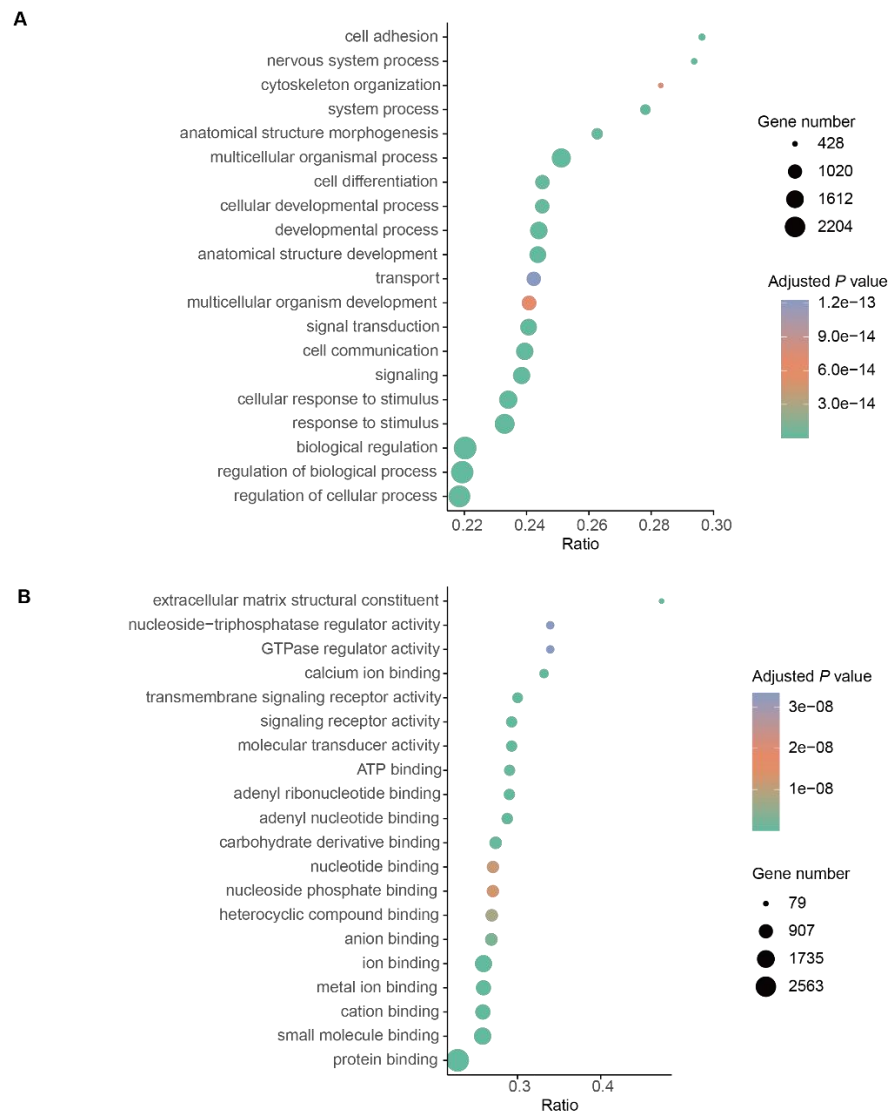 A
cell adhesion
nervous system process
cytoskeleton organization
system process
anatomical structure morphogenesis
multicellular organismal process
cell differentiation
cellular developmental process
developmental process
anatomical structure development
transport
multicellular organism development
signal transduction
cell communication
signaling
cellular response to stimulus
response to stimulus
biological regulation
regulation of biological process
regulation of cellular process
0.22 0.24 0.26 0.28 0.30
Ratio
Gene number
428
1020
1612
2204
Adjusted P value
1.2e−13
9.0e−14
6.0e−14
3.0e−14
B
extracellular matrix structural constituent
nucleoside−triphosphatase regulator activity
GTPase regulator activity
calcium ion binding
transmembrane signaling receptor activity
signaling receptor activity
molecular transducer activity
ATP binding
adenyl ribonucleotide binding
adenyl nucleotide binding
carbohydrate derivative binding
nucleotide binding
nucleoside phosphate binding
heterocyclic compound binding
anion binding
ion binding
metal ion binding
cation binding
small molecule binding
protein binding
0.3 0.4
Ratio
Adjusted P value
3e−08
2e−08
1e−08
Gene number
79
907
1735
2563